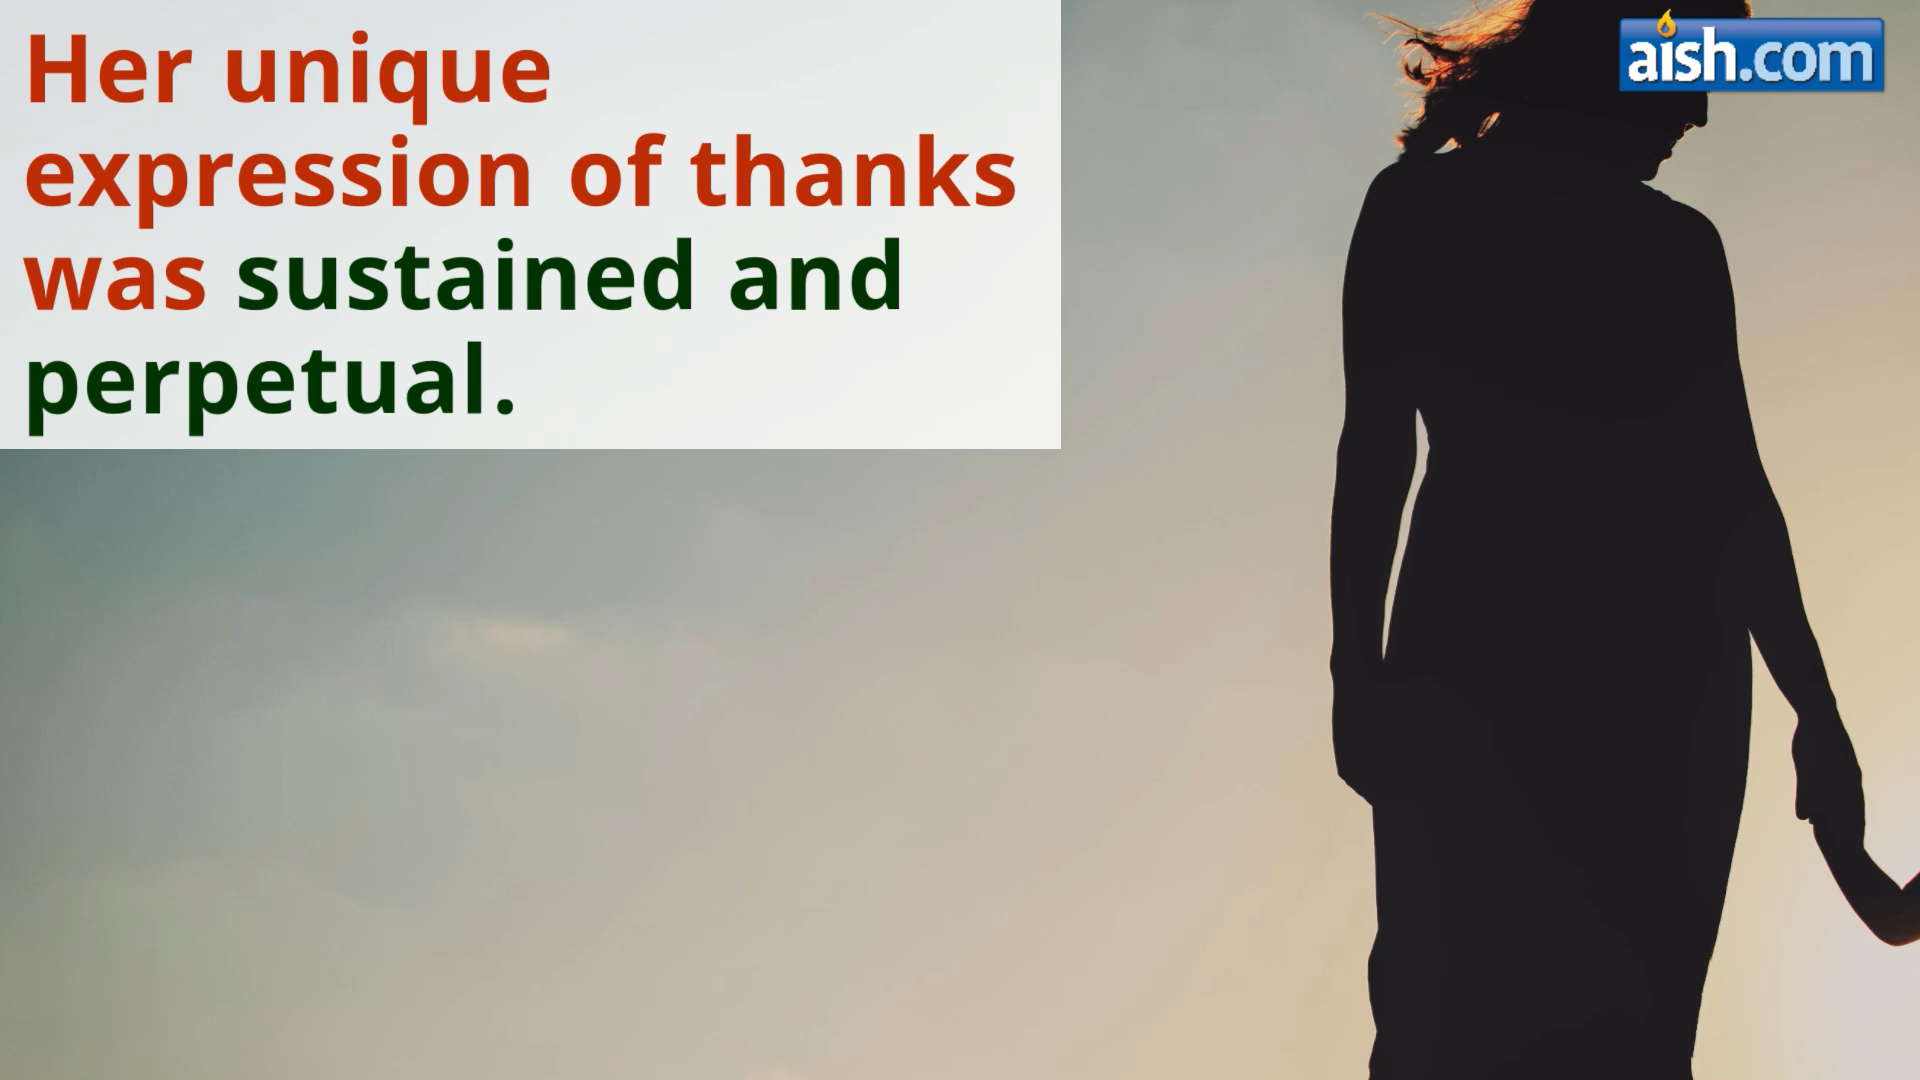 Her unique
expression of thanks
was sustained and
perpetual.
aish.com